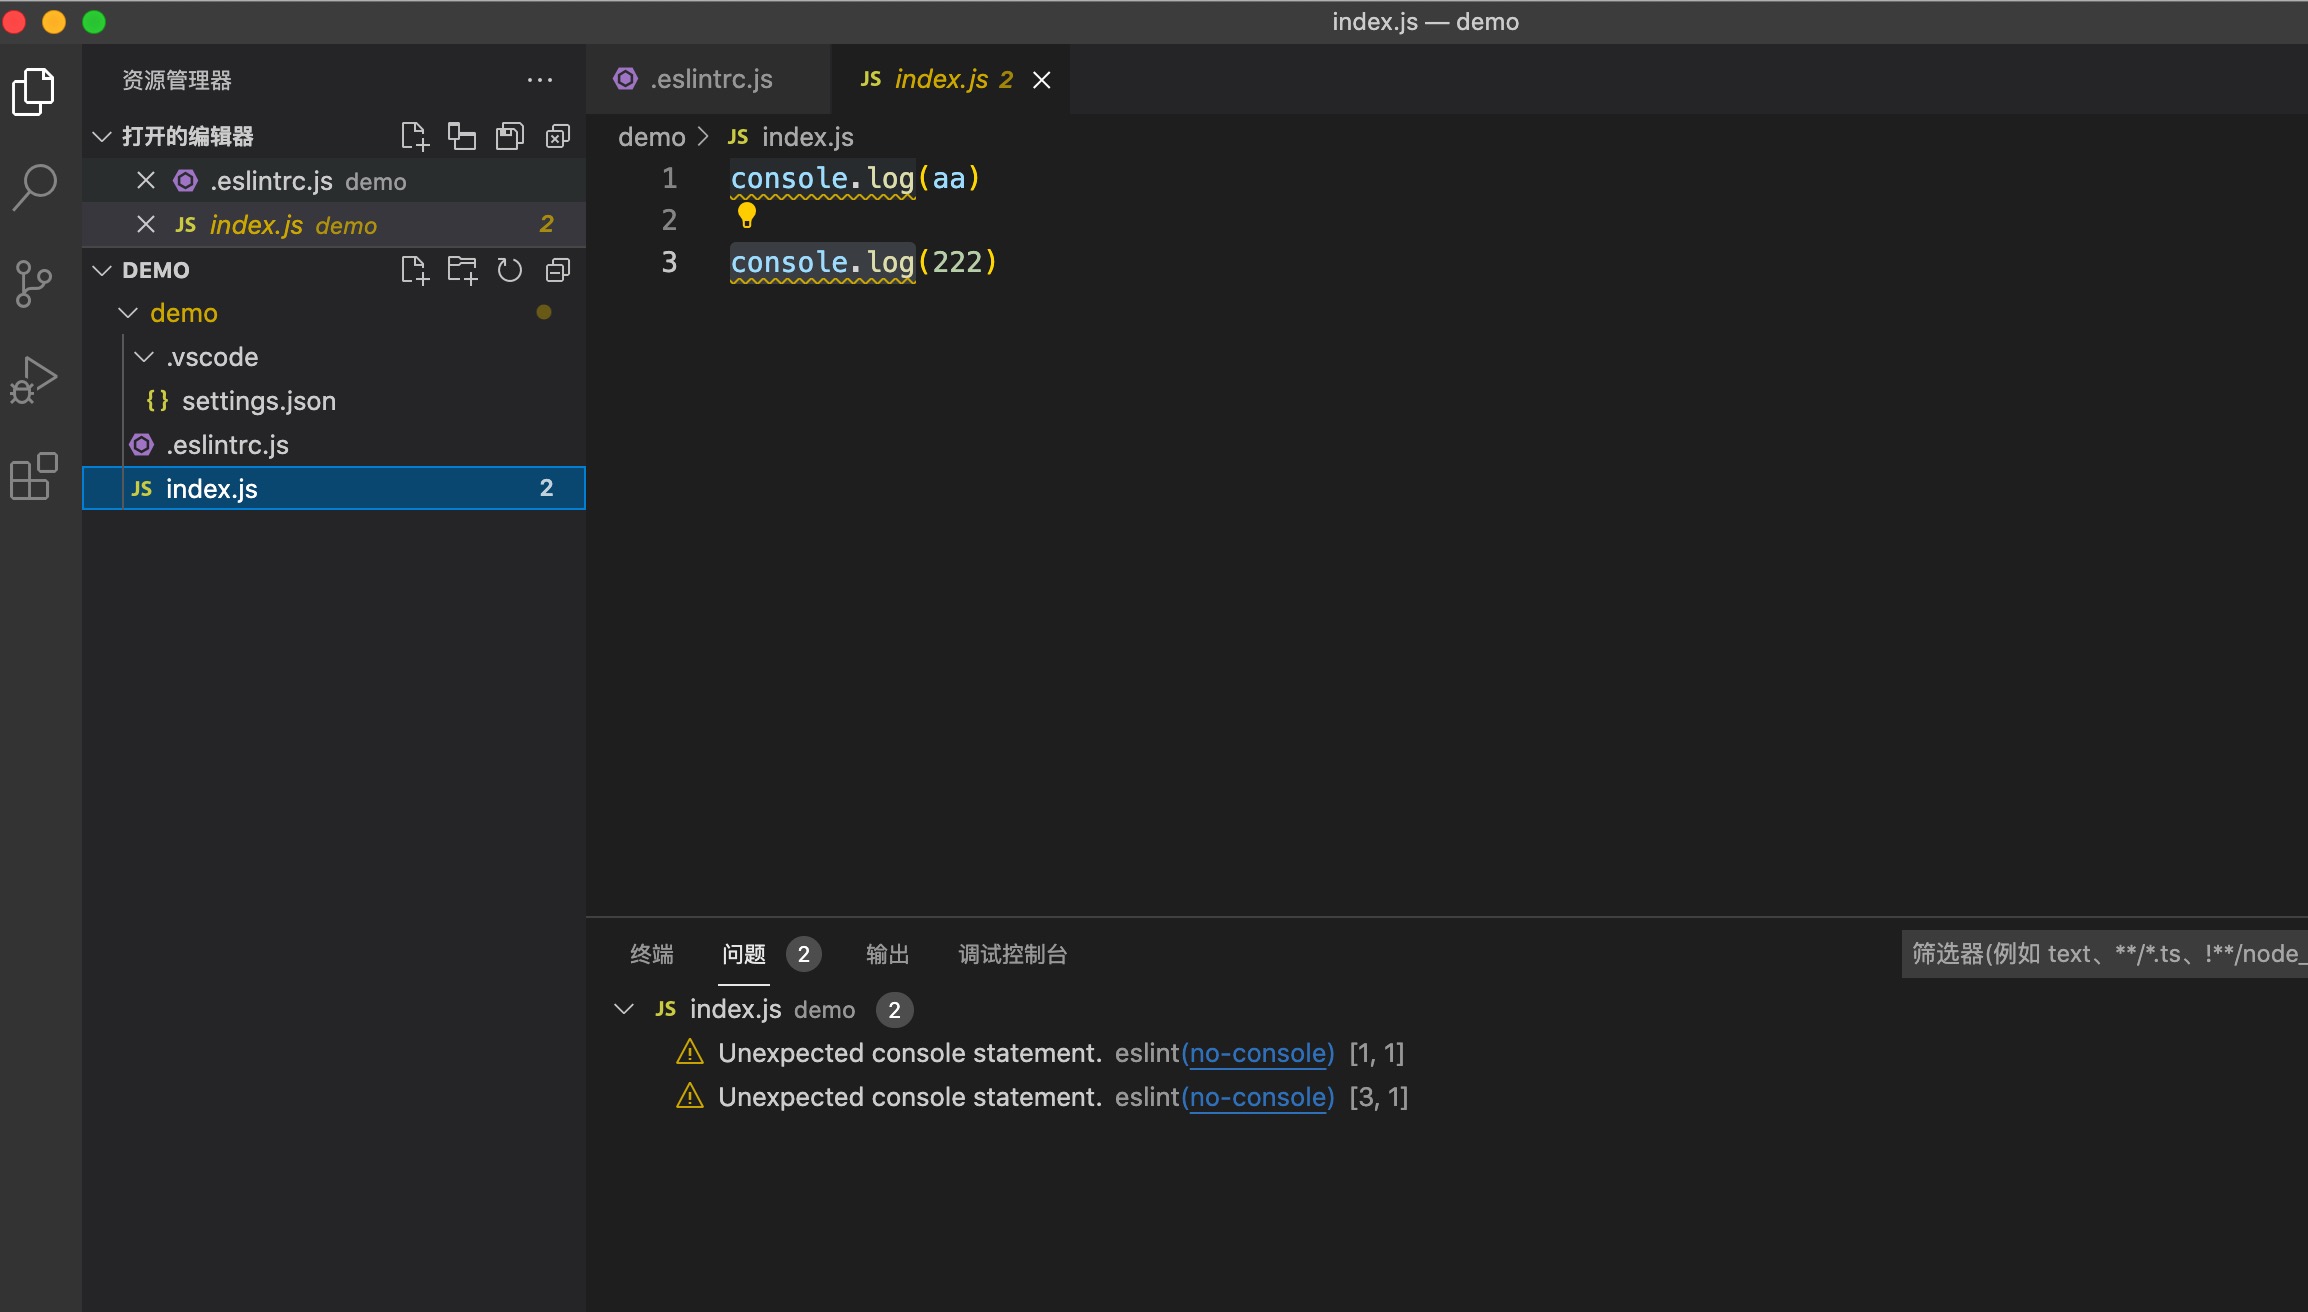 index.js — demo
资源管理器
打开的编辑器
.eslintrc.js demo
JS index.js demo 2
DEMO
demo
.vscode
{} settings.json
.eslintrc.js
JS index.js 2
.eslintrc.js
JS index.js 2
demo > JS index.js
1 console.log(aa)
2
3 console.log(222)
终端 问题 2 输出 调试控制台
筛选器(例如 text、**/*.ts、!**/node_
JS index.js demo 2
Unexpected console statement. eslint(no-console) [1, 1]
Unexpected console statement. eslint(no-console) [3, 1]